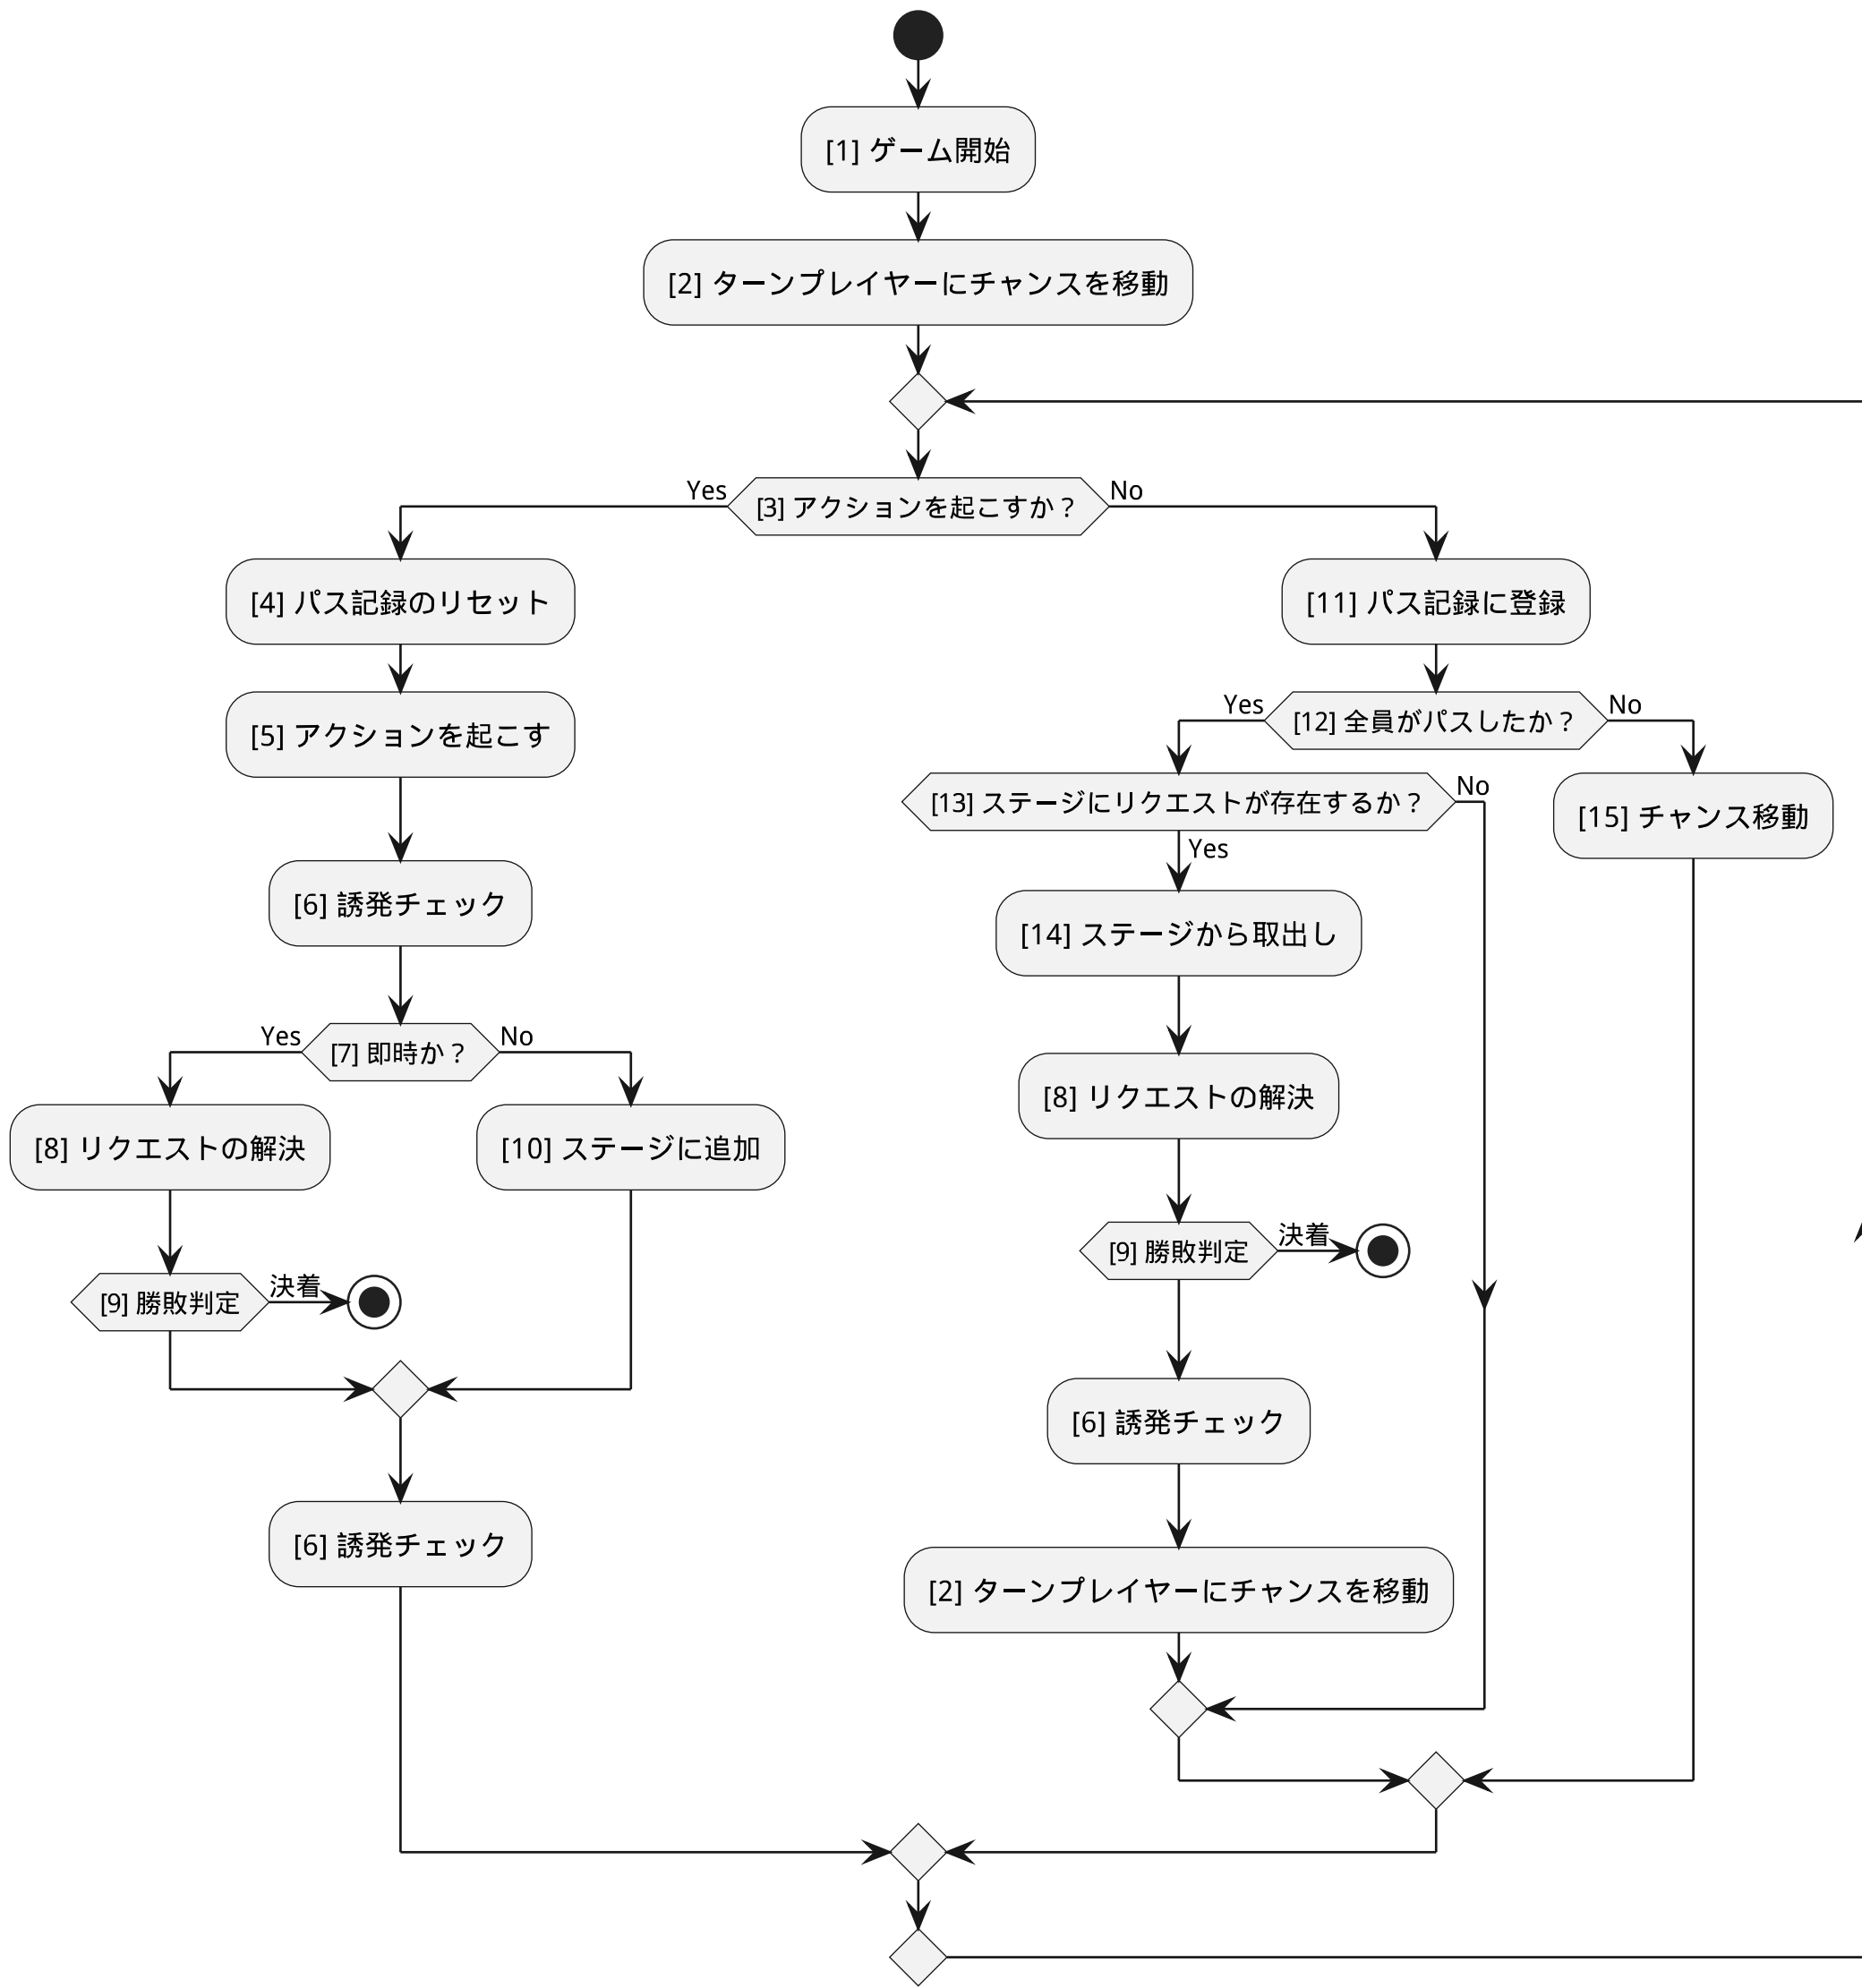 [1] ゲーム開始
[2] ターンプレイヤーにチャンスを移動
Yes
[3] アクションを起こすか？
No
[4] パス記録のリセット
[11] パス記録に登録
[5] アクションを起こす
Yes
[12] 全員がパスしたか？
No
[13] ステージにリクエストが存在するか？
No
[15] チャンス移動
Yes
[6] 誘発チェック
[14] ステージから取出し
Yes
[7] 即時か？
No
[8] リクエストの解決
[8] リクエストの解決
[10] ステージに追加
[9] 勝敗判定
決着
[9] 勝敗判定
決着
[6] 誘発チェック
[6] 誘発チェック
[2] ターンプレイヤーにチャンスを移動